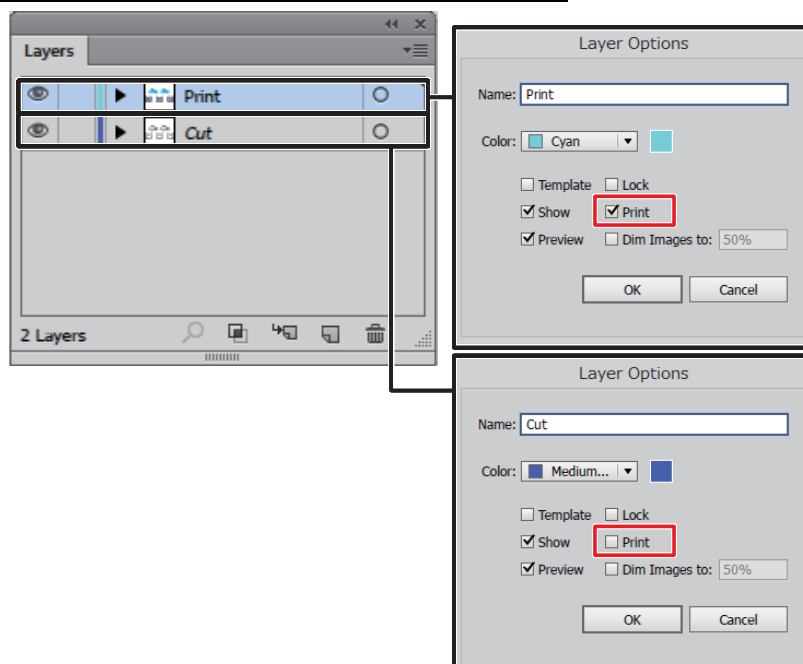 Layers
Print
Cut
2 Layers
Layer Options
Name: Print
Color: Cyan
Template Lock
Show Print
Preview Dim Images to: 50%
OK Cancel
Layer Options
Name: Cut
Color: Medium...
Template Lock
Show Print
Preview Dim Images to: 50%
OK Cancel